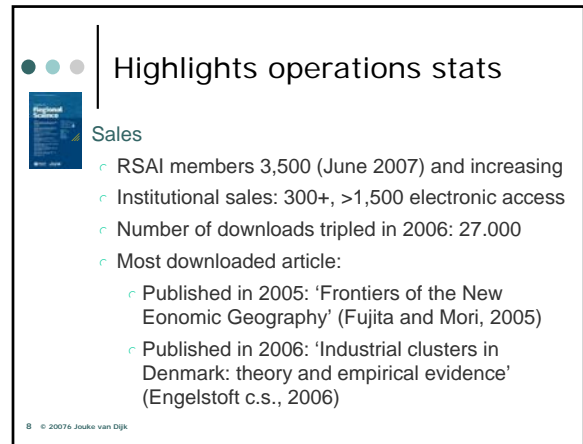 Highlights operations stats
Regional
Science
Sales
RSAI members 3,500 (June 2007) and increasing
Institutional sales: 300+, >1,500 electronic access
Number of downloads tripled in 2006: 27.000
Most downloaded article:
Published in 2005: ‘Frontiers of the New
Eonomic Geography’ (Fujita and Mori, 2005)
Published in 2006: ‘Industrial clusters in
Denmark: theory and empirical evidence’
(Engelstoft c.s., 2006)
8 © 20076 Jouke van Dijk